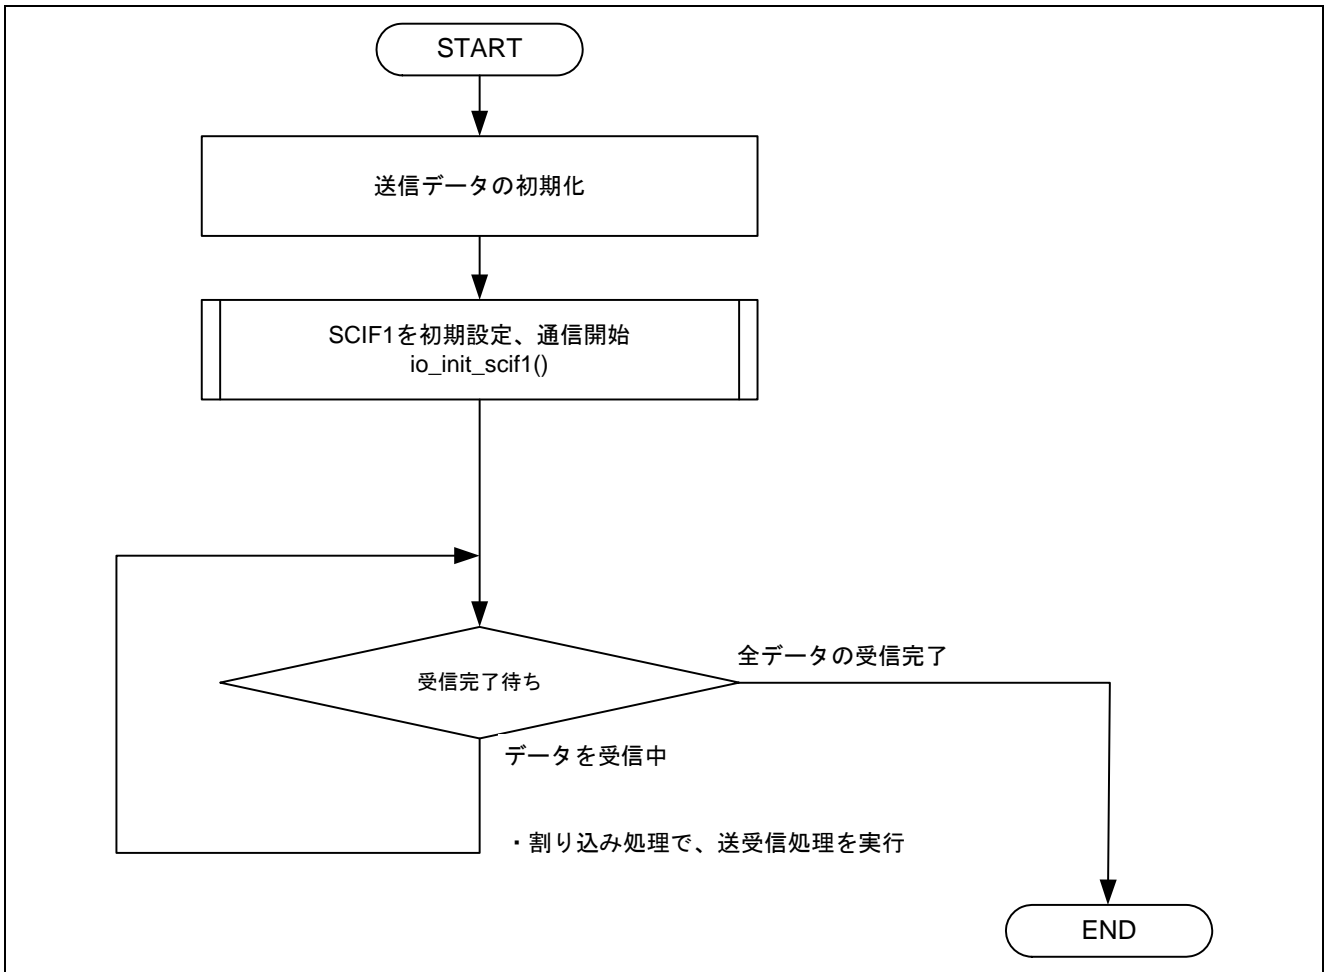 START
送信データの初期化
SCIF1を初期設定、通信開始
io_init_scif1()
全データの受信完了
受信完了待ち
データを受信中
・割り込み処理で、送受信処理を実行
END